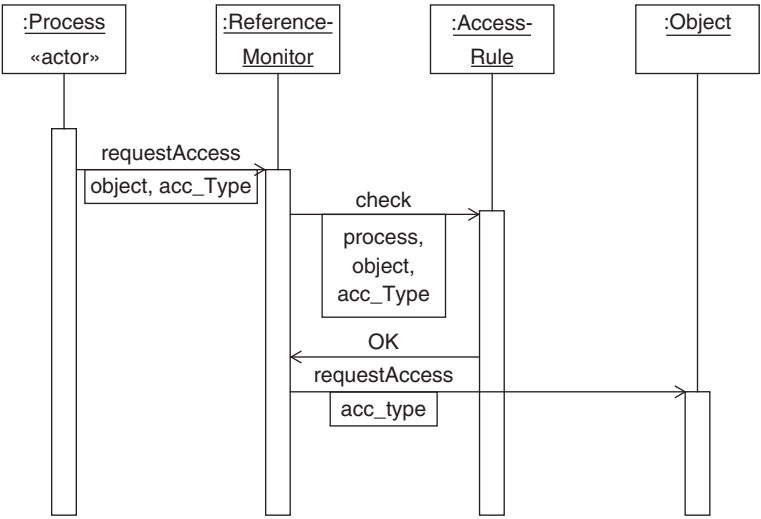 :Process
«actor»
:Reference-
Monitor
:Access-
Rule
:Object
requestAccess
object, acc_Type
check
process,
object,
acc_Type
OK
requestAccess
acc_type